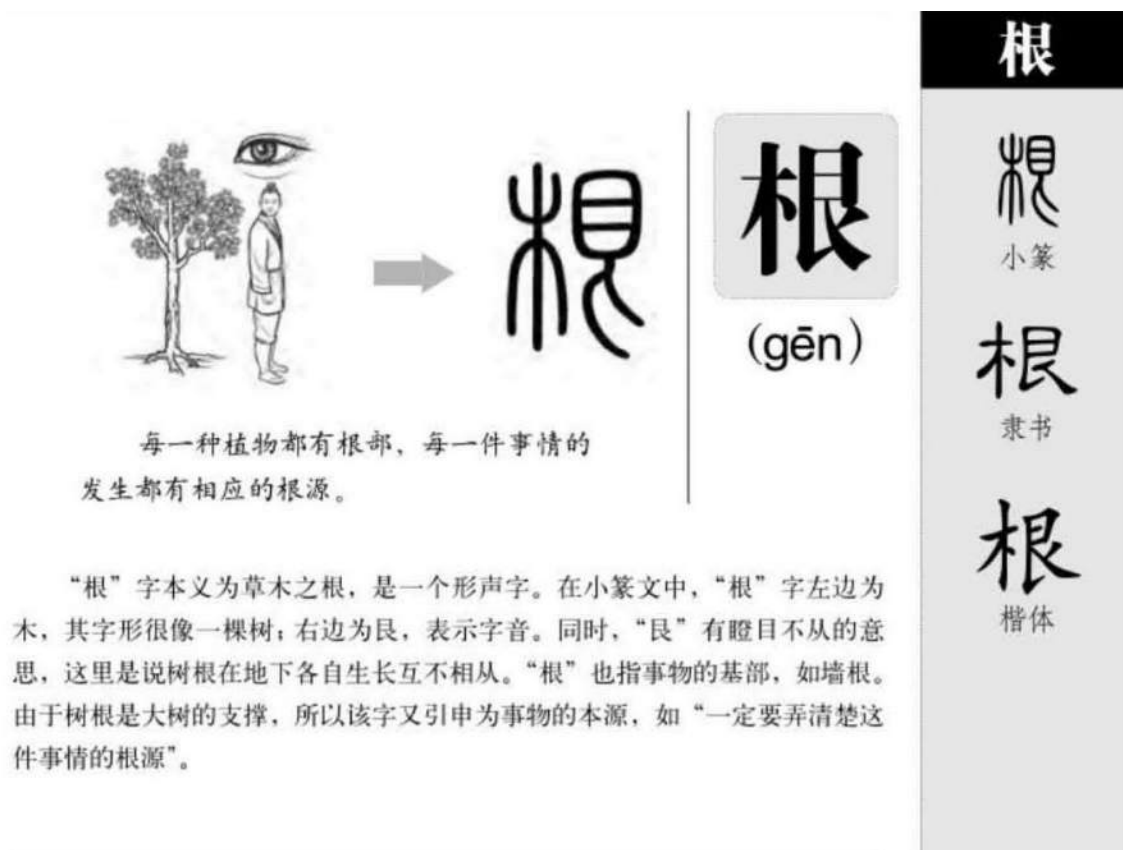 根
根
(gēn)
根
每一种植物都有根部，每一件事情的
发生都有相应的根源。
“根”字本义为草木之根，是一个形声字。在小篆文中，“根”字左边为
木，其字形很像一棵树；右边为艮，表示字音。同时，“艮”有瞪目不从的意
思，这里是说树根在地下各自生长互不相从。“根”也指事物的基部，如墙根。
由于树根是大树的支撑，所以该字又引申为事物的本源，如“一定要弄清楚这
件事情的根源”。
根
小篆
根
隶书
根
楷体